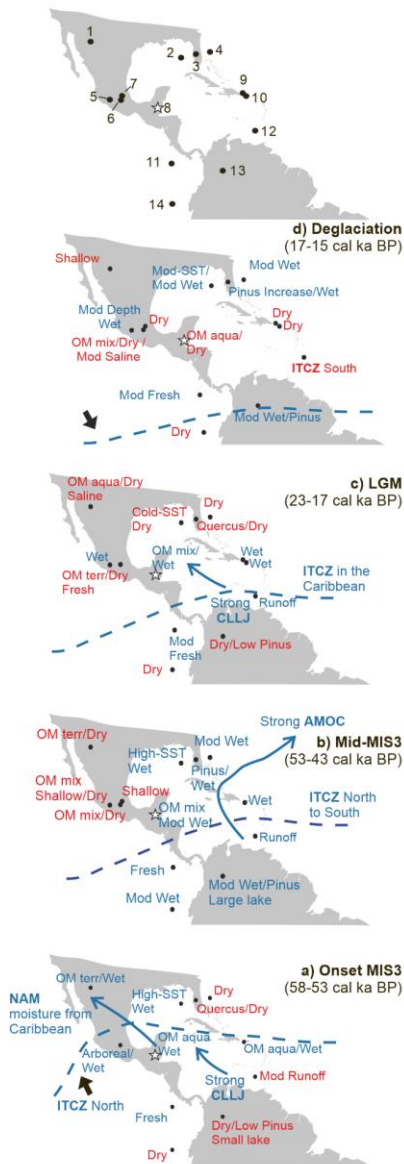 1
2
3
4
5
6
7
8
9
10
11
12
13
14
d) Deglaciation
(17-15 cal ka BP)
Shallow
Mod-SST/
Mod Wet
Mod Wet
Pinus Increase/Wet
Mod Depth
Wet
Dry
OM mix/Dry /
Mod Saline
OM aqua/
Dry
Dry
Dry
ITCZ South
Mod Fresh
Mod Wet/Pinus
Dry
c) LGM
(23-17 cal ka BP)
OM aqua/Dry
Saline
Cold-SST
Dry
Dry
Quercus/Dry
Wet
OM terr/Dry
Fresh
OM mix/
Wet
Wet
Wet
ITCZ in the
Caribbean
Strong
CLLJ
Runoff
Mod
Fresh
Dry/Low Pinus
Dry
Strong AMOC
b) Mid-MIS3
(53-43 cal ka BP)
OM terr/Dry
High-SST
Wet
Mod Wet
Pinus/
Wet
OM mix
Shallow/Dry
Shallow
OM mix/Dry
OM mix
Mod Wet
Wet
ITCZ North
to South
Runoff
Fresh
Mod Wet
Mod Wet/Pinus
Large lake
a) Onset MIS3
(58-53 cal ka BP)
OM terr/Wet
High-SST
Wet
Dry
Quercus/Dry
NAM
moisture from
Caribbean
Arboreal/
Wet
OM aqua
Wet
OM aqua/Wet
ITCZ North
Strong
CLLJ
Mod Runoff
Fresh
Dry/Low Pinus
Small lake
Dry